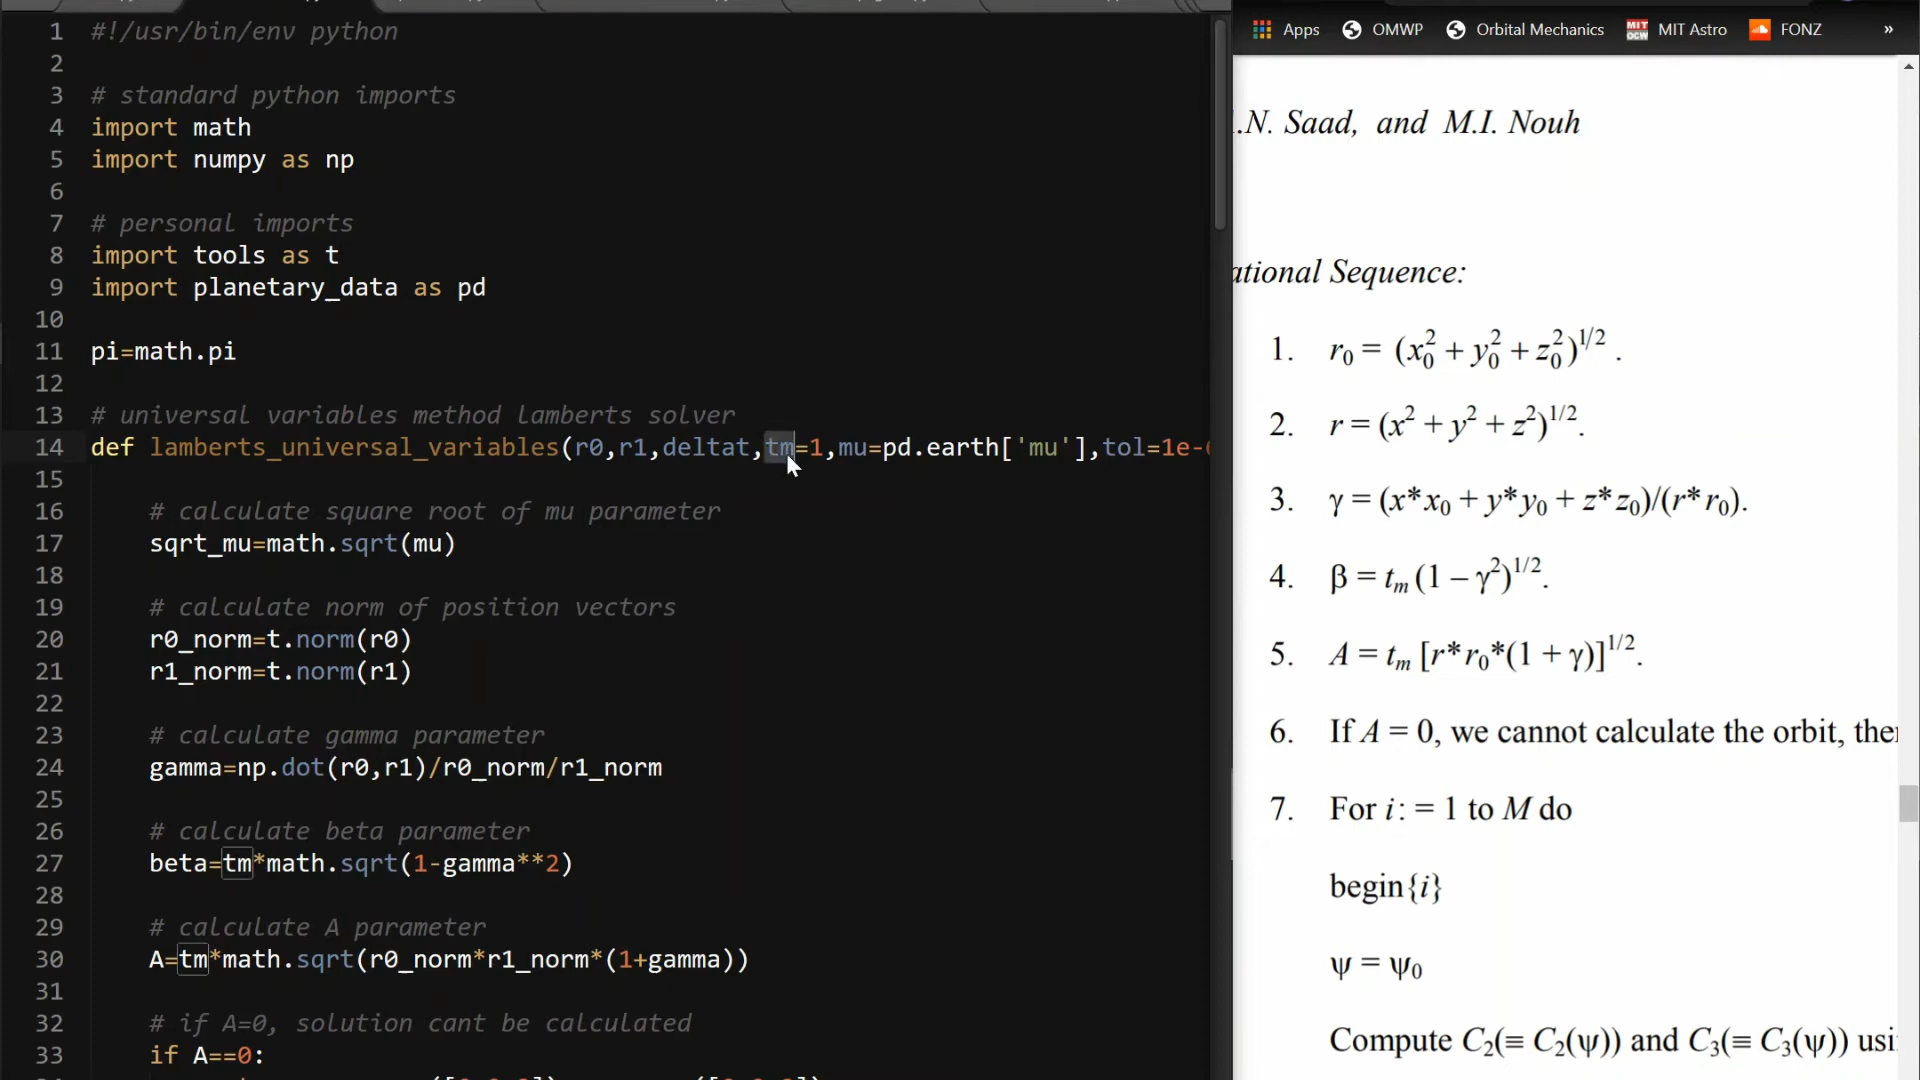 1 #!/usr/bin/env python
2
3 # standard python imports
4 import math
5 import numpy as np
6
7 # personal imports
8 import tools as t
9 import planetary_data as pd
10
11 pi=math.pi
12
13 # universal variables method lamberts solver
14 def lamberts_universal_variables(r0,r1,deltat,tm=1,mu=pd.earth['mu'],tol=1e-
15
16 # calculate square root of mu parameter
17 sqrt_mu=math.sqrt(mu)
18
19 # calculate norm of position vectors
20 r0_norm=t.norm(r0)
21 r1_norm=t.norm(r1)
22
23 # calculate gamma parameter
24 gamma=np.dot(r0,r1)/r0_norm/r1_norm
25
26 # calculate beta parameter
27 beta=tm*math.sqrt(1-gamma**2)
28
29 # calculate A parameter
30 A=tm*math.sqrt(r0_norm*r1_norm*(1+gamma))
31
32 # if A=0, solution cant be calculated
33 if A==0:
Apps OMWP Orbital Mechanics MIT OCW MIT Astro FONZ »
.N. Saad, and M.I. Nouh
ational Sequence:
1. r₀ = (x₀² + y₀² + z₀²)^1/2 .
2. r = (x² + y² + z²)^1/2.
3. γ = (x*x₀ + y*y₀ + z*z₀)/(r*r₀).
4. β = tₘ (1 – γ²)^1/2.
5. A = tₘ [r*r₀*(1 + γ)]^1/2.
6. If A = 0, we cannot calculate the orbit, the
7. For i: = 1 to M do
begin{i}
ψ = ψ₀
Compute C₂(≡ C₂(ψ)) and C₃(≡ C₃(ψ)) usi